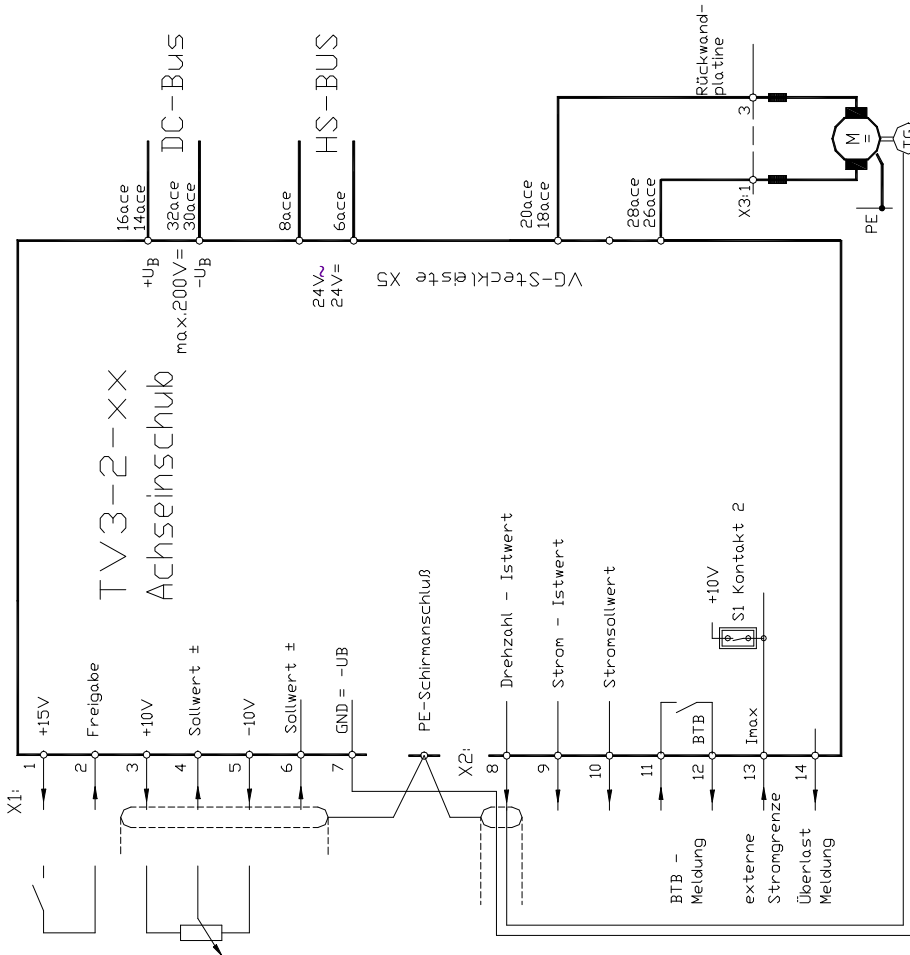 TV3-2-XX
Achseinschub
DC-Bus
16ace
14ace
+UB
max.200V=
32ace
30ace
-UB
HS-BUS
8ace
6ace
24V~
24V=
VG-Steckleiste X5
20ace
18ace
28ace
26ace
Rückwand-
platine
X3:1
3
M
=
TG
PE
X1:
1 +15V
2 Freigabe
3 +10V
4 Sollwert ±
5 -10V
6 Sollwert ±
7 GND = -UB
PE-Schirmanschluß
X2:
8 Drehzahl - Istwert
9 Strom - Istwert
10 Stromsollwert
11
BTB
12
13 Imax
14
+10V
S1 Kontakt 2
BTB -
Meldung
externe
Stromgrenze
Überlast
Meldung